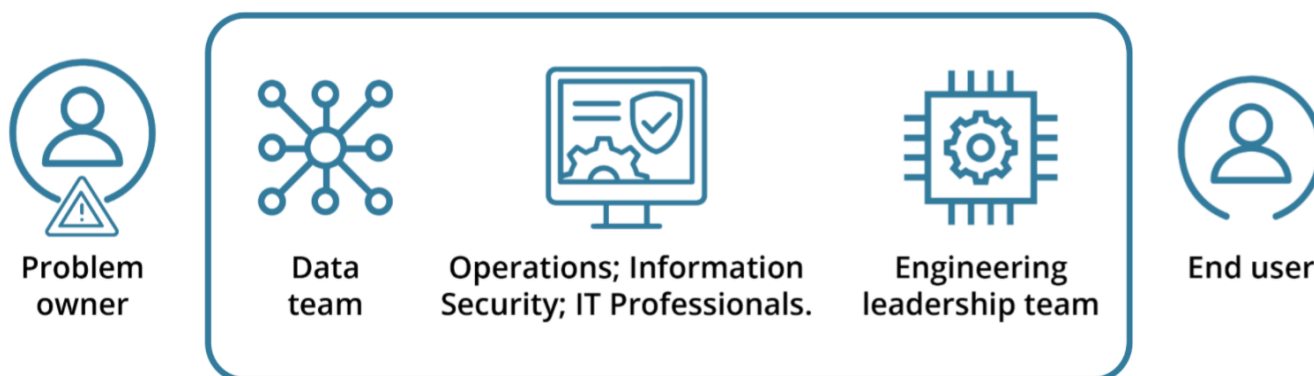 Problem
owner
Data
team
Operations; Information
Security; IT Professionals.
Engineering
leadership team
End user